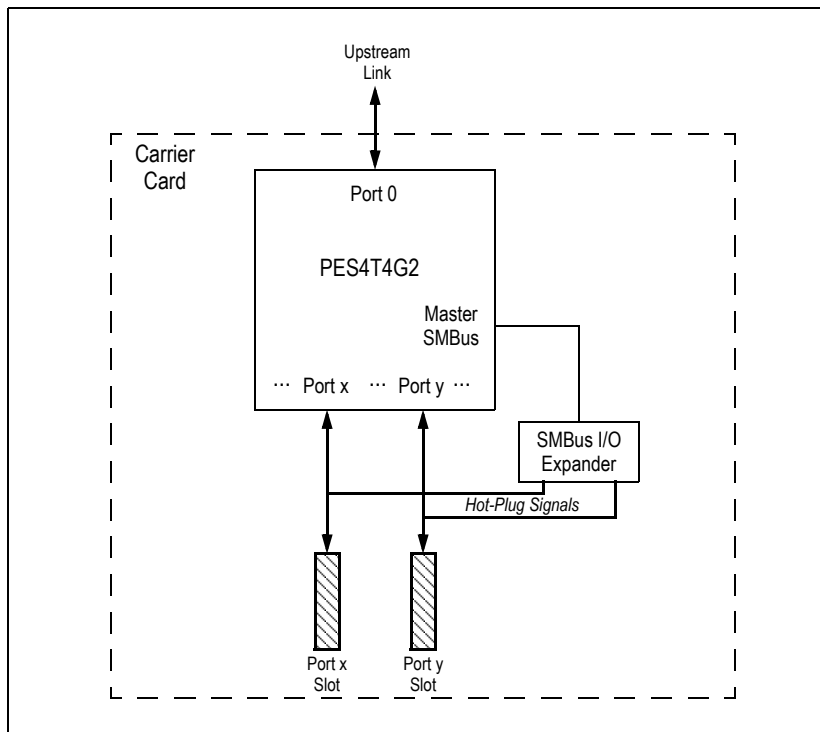 Upstream
Link
Carrier
Card
Port 0
PES4T4G2
Master
SMBus
··· Port x ··· Port y ···
SMBus I/O
Expander
Hot-Plug Signals
Port x
Slot
Port y
Slot